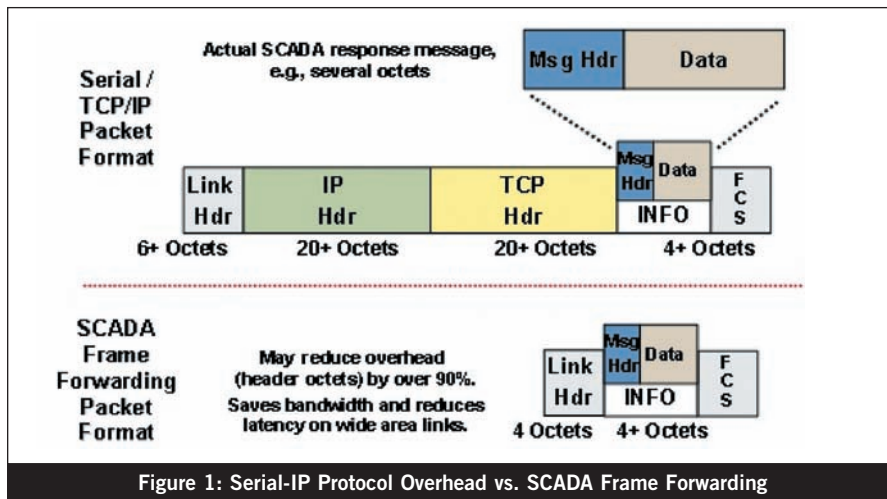 Actual SCADA response message,
e.g., several octets
Msg Hdr
Data
Serial /
TCP/IP
Packet
Format
Link
Hdr
IP
Hdr
TCP
Hdr
Msg
Hdr
Data
INFO
F
C
S
6+ Octets
20+ Octets
20+ Octets
4+ Octets
SCADA
Frame
Forwarding
Packet
Format
May reduce overhead
(header octets) by over 90%.
Saves bandwidth and reduces
latency on wide area links.
Link
Hdr
Msg
Hdr
Data
INFO
F
C
S
4 Octets
4+ Octets
Figure 1: Serial-IP Protocol Overhead vs. SCADA Frame Forwarding